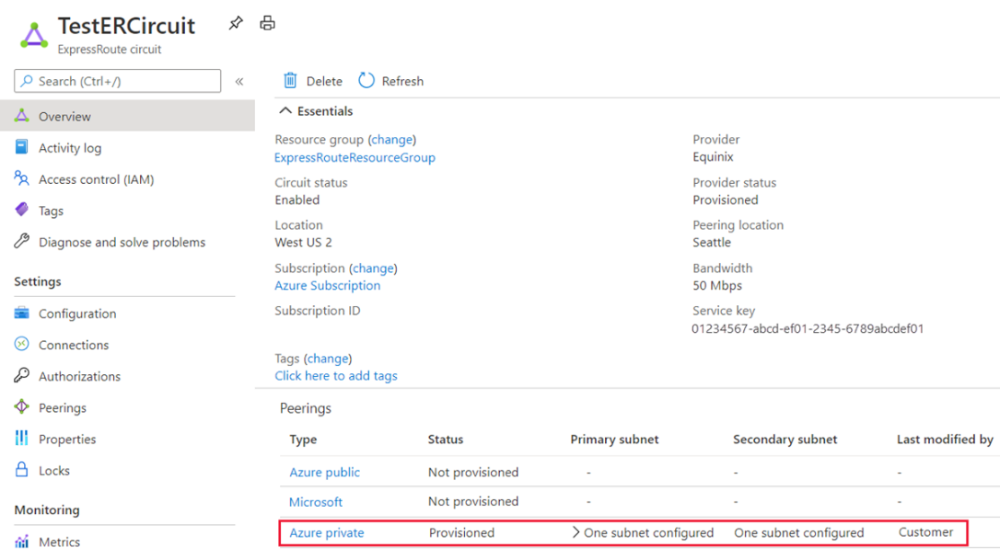 TestERCircuit
ExpressRoute circuit
Search (Ctrl+/)
«
Overview
Activity log
Access control (IAM)
Tags
Diagnose and solve problems
Settings
Configuration
Connections
Authorizations
Peerings
Properties
Locks
Monitoring
Metrics
Delete Refresh
Essentials
Resource group (change)
ExpressRouteResourceGroup
Circuit status
Enabled
Location
West US 2
Subscription (change)
Azure Subscription
Subscription ID
Tags (change)
Click here to add tags
Provider
Equinix
Provider status
Provisioned
Peering location
Seattle
Bandwidth
50 Mbps
Service key
01234567-abcd-ef01-2345-6789abcdef01
Peerings
Type Status Primary subnet Secondary subnet Last modified by
Azure public Not provisioned - - -
Microsoft Not provisioned - - -
Azure private Provisioned One subnet configured One subnet configured Customer